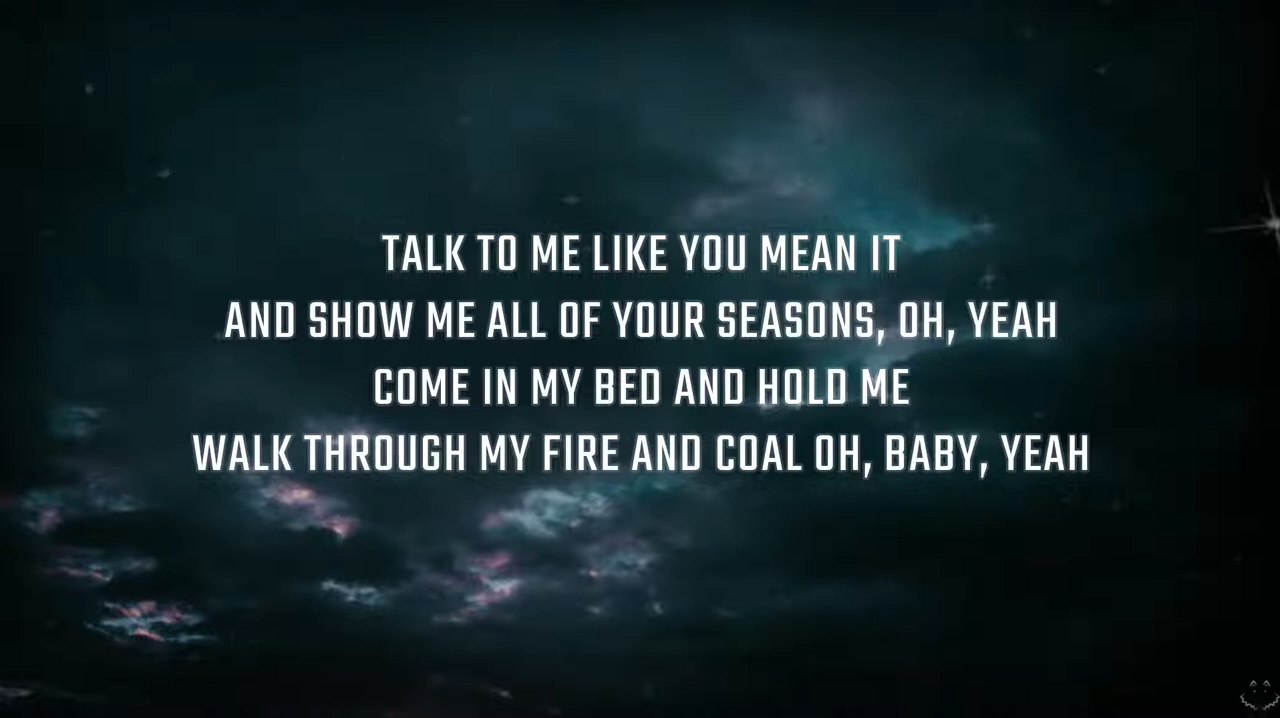 TALK TO ME LIKE YOU MEAN IT
AND SHOW ME ALL OF YOUR SEASONS, OH, YEAH
COME IN MY BED AND HOLD ME
WALK THROUGH MY FIRE AND COAL OH, BABY, YEAH